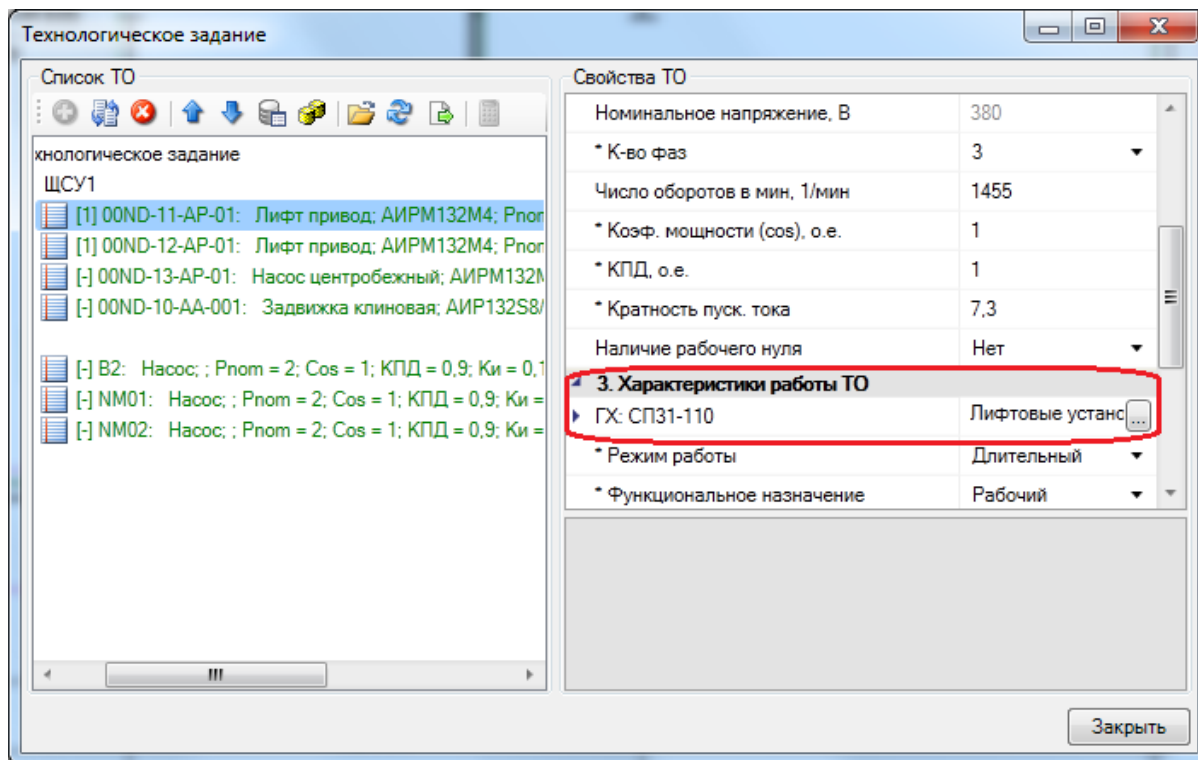 Технологическое задание
Список ТО
хнологическое задание
ЩСУ1
[1] 00ND-11-AP-01: Лифт привод; АИРМ132М4; Pnom
[1] 00ND-12-AP-01: Лифт привод; АИРМ132М4; Pnom
[-] 00ND-13-AP-01: Насос центробежный; АИРМ132М
[-] 00ND-10-AA-001: Задвижка клиновая; АИР132S8/
[-] B2: Насос; ; Pnom = 2; Cos = 1; КПД = 0,9; Ки = 0,1
[-] NM01: Насос; ; Pnom = 2; Cos = 1; КПД = 0,9; Ки =
[-] NM02: Насос; ; Pnom = 2; Cos = 1; КПД = 0,9; Ки =
Свойства ТО
Номинальное напряжение, В 380
* К-во фаз 3
Число оборотов в мин, 1/мин 1455
* Коэф. мощности (cos), о.е. 1
* КПД, о.е. 1
* Кратность пуск. тока 7,3
Наличие рабочего нуля Нет
3. Характеристики работы ТО
ГХ: СП31-110 Лифтовые устанс ...
* Режим работы Длительный
* Функциональное назначение Рабочий
Закрыть